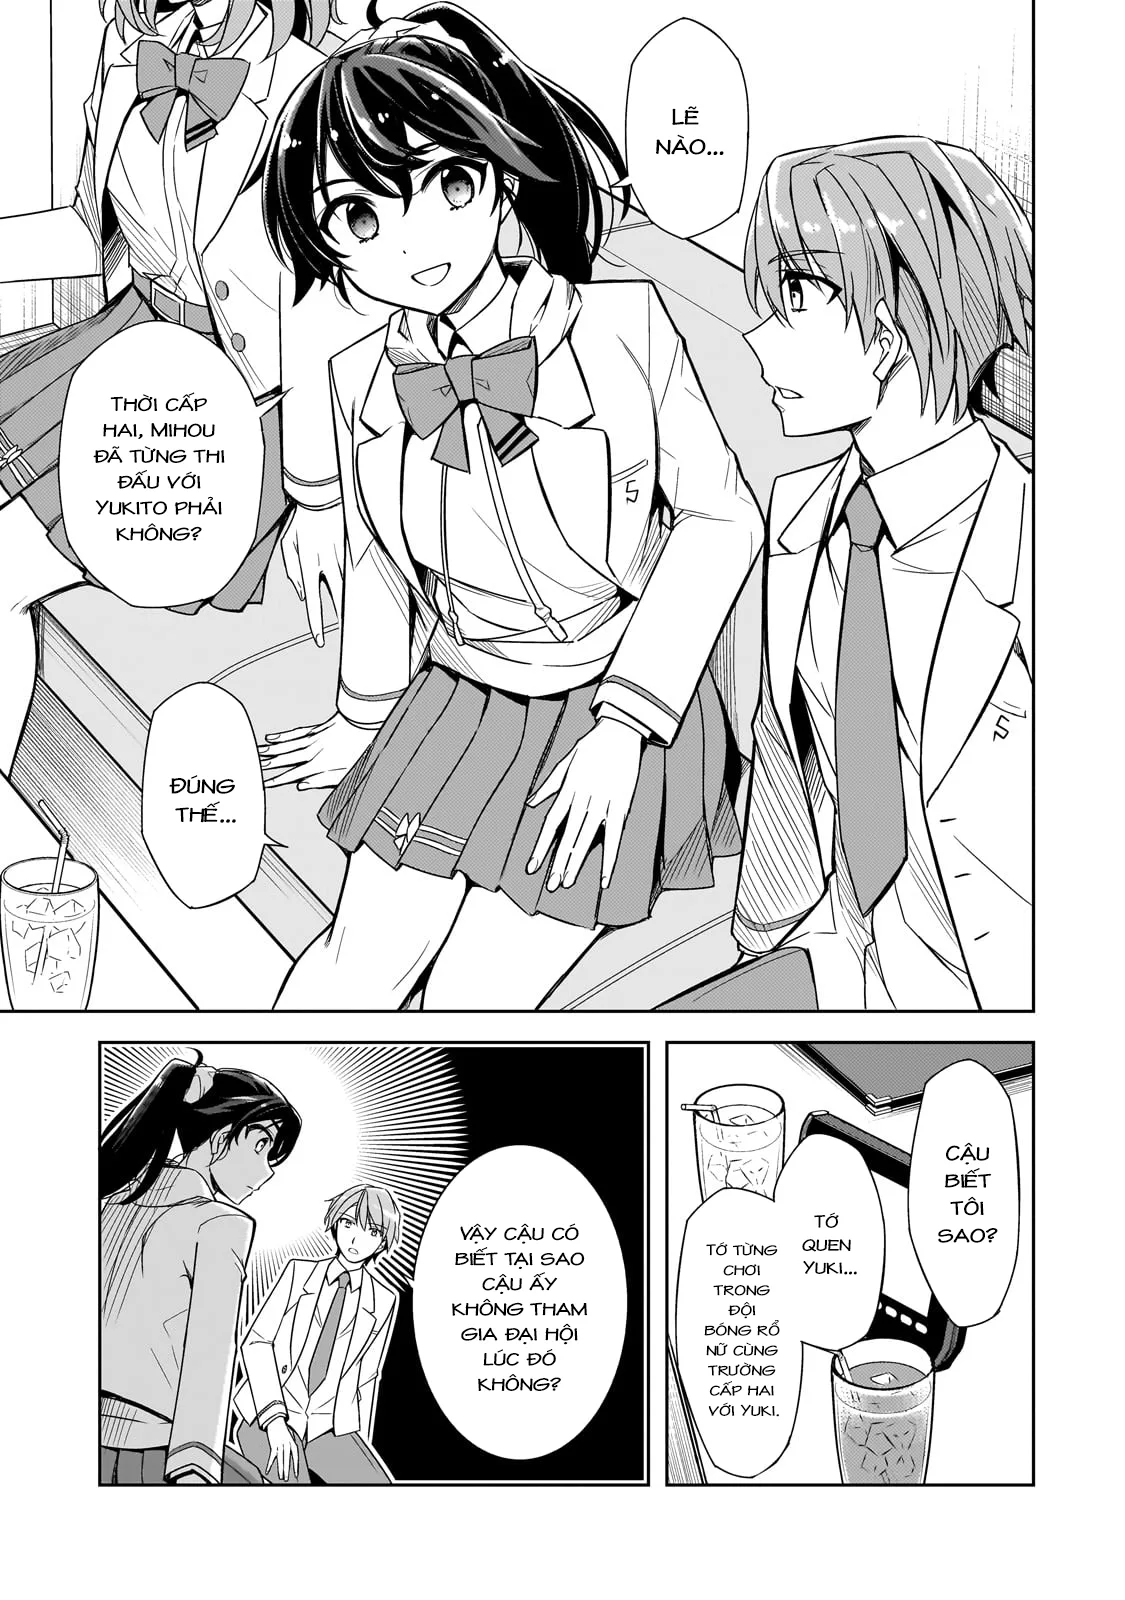 LẼ
NÀO...
THỜI CẤP
HAI, MIHOU
ĐÃ TỪNG THI
ĐẤU VỚI
YUKITO PHẢI
KHÔNG?
ĐÚNG
THẾ...
CẬU
BIẾT
TÔI
SAO?
TỚ
QUEN
YUKI...
TỚ TỪNG
CHƠI
TRONG
ĐỘI
BÓNG RỔ
NỮ CÙNG
TRƯỜNG
CẤP HAI
VỚI YUKI.
VẬY CẬU CÓ
BIẾT TẠI SAO
CẬU ẤY
KHÔNG THAM
GIA ĐẠI HỘI
LÚC ĐÓ
KHÔNG?